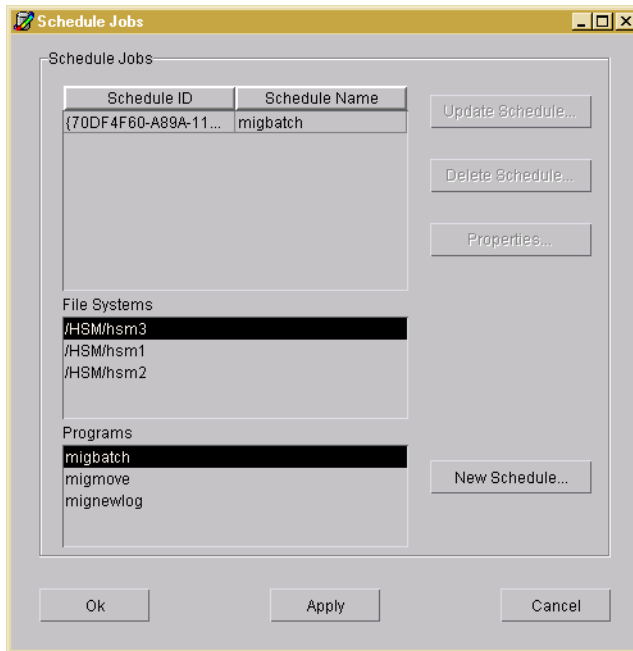 Schedule Jobs
Schedule Jobs
Schedule ID Schedule Name
{70DF4F60-A89A-11... migbatch
Update Schedule...
Delete Schedule...
Properties...
File Systems
/HSM/hsm3
/HSM/hsm1
/HSM/hsm2
Programs
migbatch
migmove
mignewlog
New Schedule...
Ok Apply Cancel